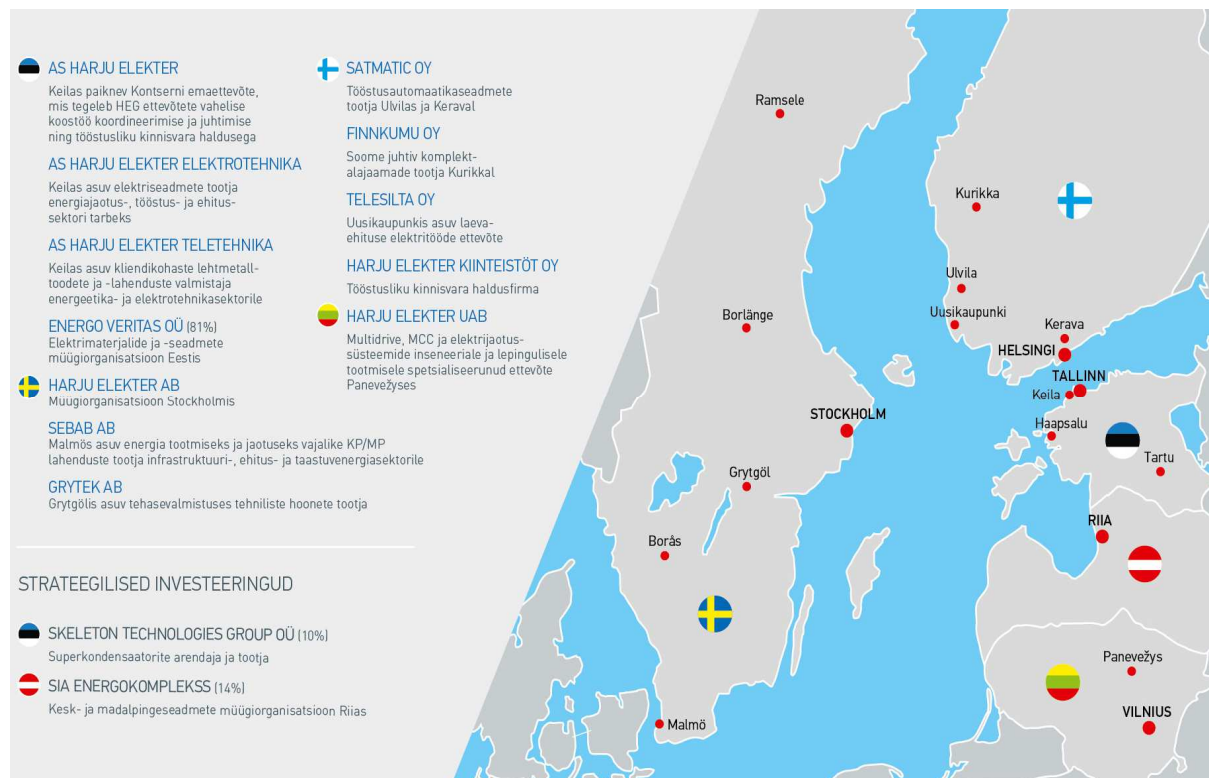 AS HARJU ELEKTER
Keilas paiknev Kontserni emaettevõte,
mis tegeleb HEG ettevõtete vahelise
koostöö koordineerimise ja juhtimise
ning tööstusliku kinnisvara haldusega
AS HARJU ELEKTER ELEKTROTEHNIKA
Keilas asuv elektriseadmete tootja
energiajaotus-, tööstus- ja ehitus-
sektori tarbeks
AS HARJU ELEKTER TELETEHNIKA
Keilas asuv kliendikohaste lehtmetall-
toodete ja -lahenduste valmistaja
energeetika- ja elektrotehnikasektorile
ENERGO VERITAS OÜ (81%)
Elektrimaterjalide ja -seadmete
müügiorganisatsioon Eestis
HARJU ELEKTER AB
Müügiorganisatsioon Stockholmis
SEBAB AB
Malmös asuv energia tootmiseks ja jaotuseks vajalike KP/MP
lahenduste tootja infrastruktuuri-, ehitus- ja taastuvenergiasektorile
GRYTEK AB
Grytgölis asuv tehasevalmistuses tehniliste hoonete tootja
SATMATIC OY
Tööstusautomaatikaseadmete
tootja Ulvilas ja Keraval
FINNKUMU OY
Soome juhtiv komplekt-
alajaamade tootja Kurikkal
TELESILTA OY
Uusikaupunkis asuv laeva-
ehituse elektritööde ettevõte
HARJU ELEKTER KIINTEISTÖT OY
Tööstusliku kinnisvara haldusfirma
HARJU ELEKTER UAB
Multidrive, MCC ja elektrijaotus-
süsteemide inseneeriale ja lepingulisele
tootmisele spetsialiseerunud ettevõte
Panevežyses
STRATEEGILISED INVESTEERINGUD
SKELETON TECHNOLOGIES GROUP OÜ (10%)
Superkondensaatorite arendaja ja tootja
SIA ENERGOKOMPLEKSS (14%)
Kesk- ja madalpingeseadmete müügiorganisatsioon Riias
Ramsele
Kurikka
Ulvila
Borlänge
Uusikaupunki
Kerava
HELSINGI
TALLINN
Keila
STOCKHOLM
Haapsalu
Tartu
Grytgöl
RIIA
Borås
Panevežys
VILNIUS
Malmö